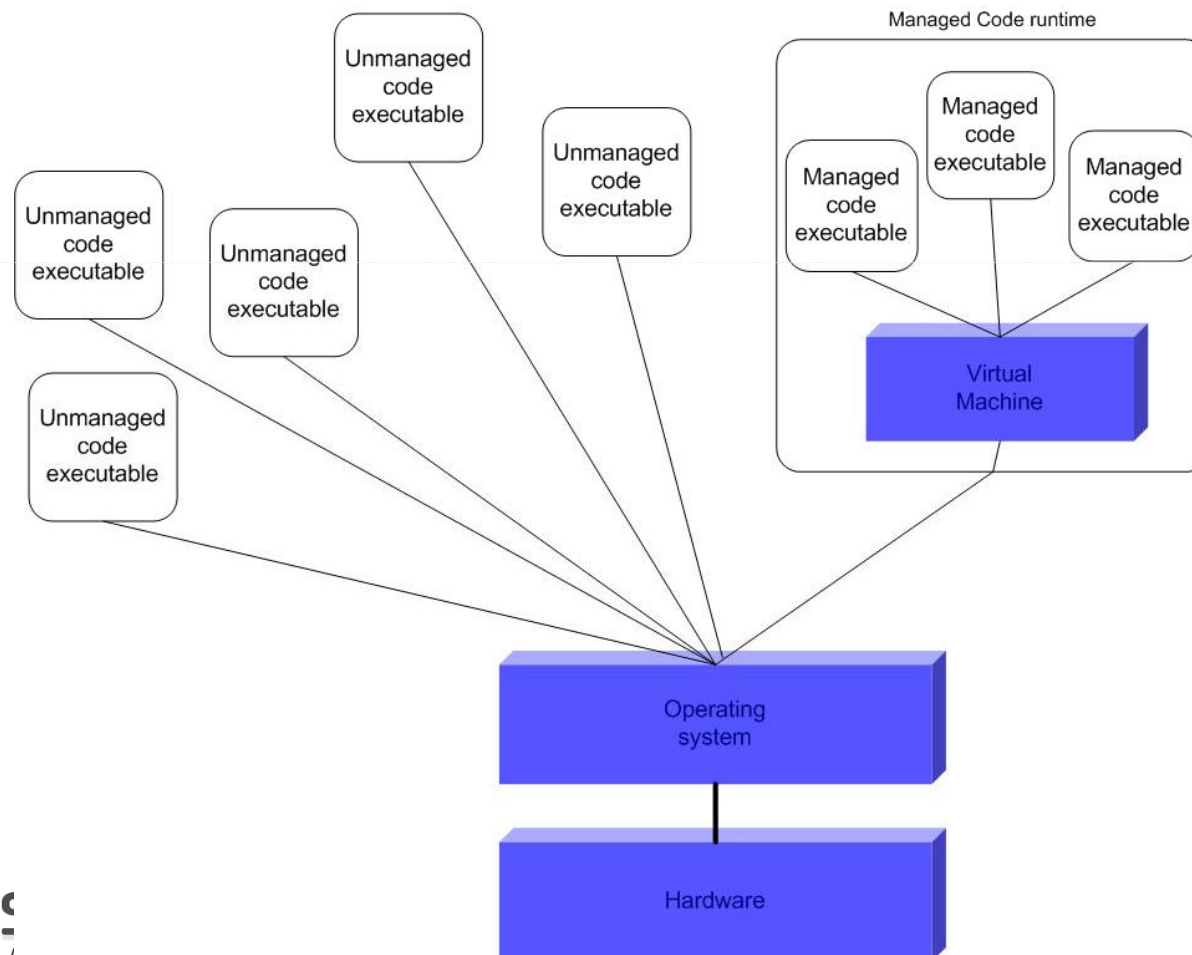 Managed Code runtime
Unmanaged
code
executable
Managed
code
executable
Unmanaged
code
executable
Managed
code
executable
Managed
code
executable
Unmanaged
code
executable
Unmanaged
code
executable
Virtual
Machine
Unmanaged
code
executable
Operating
system
Hardware